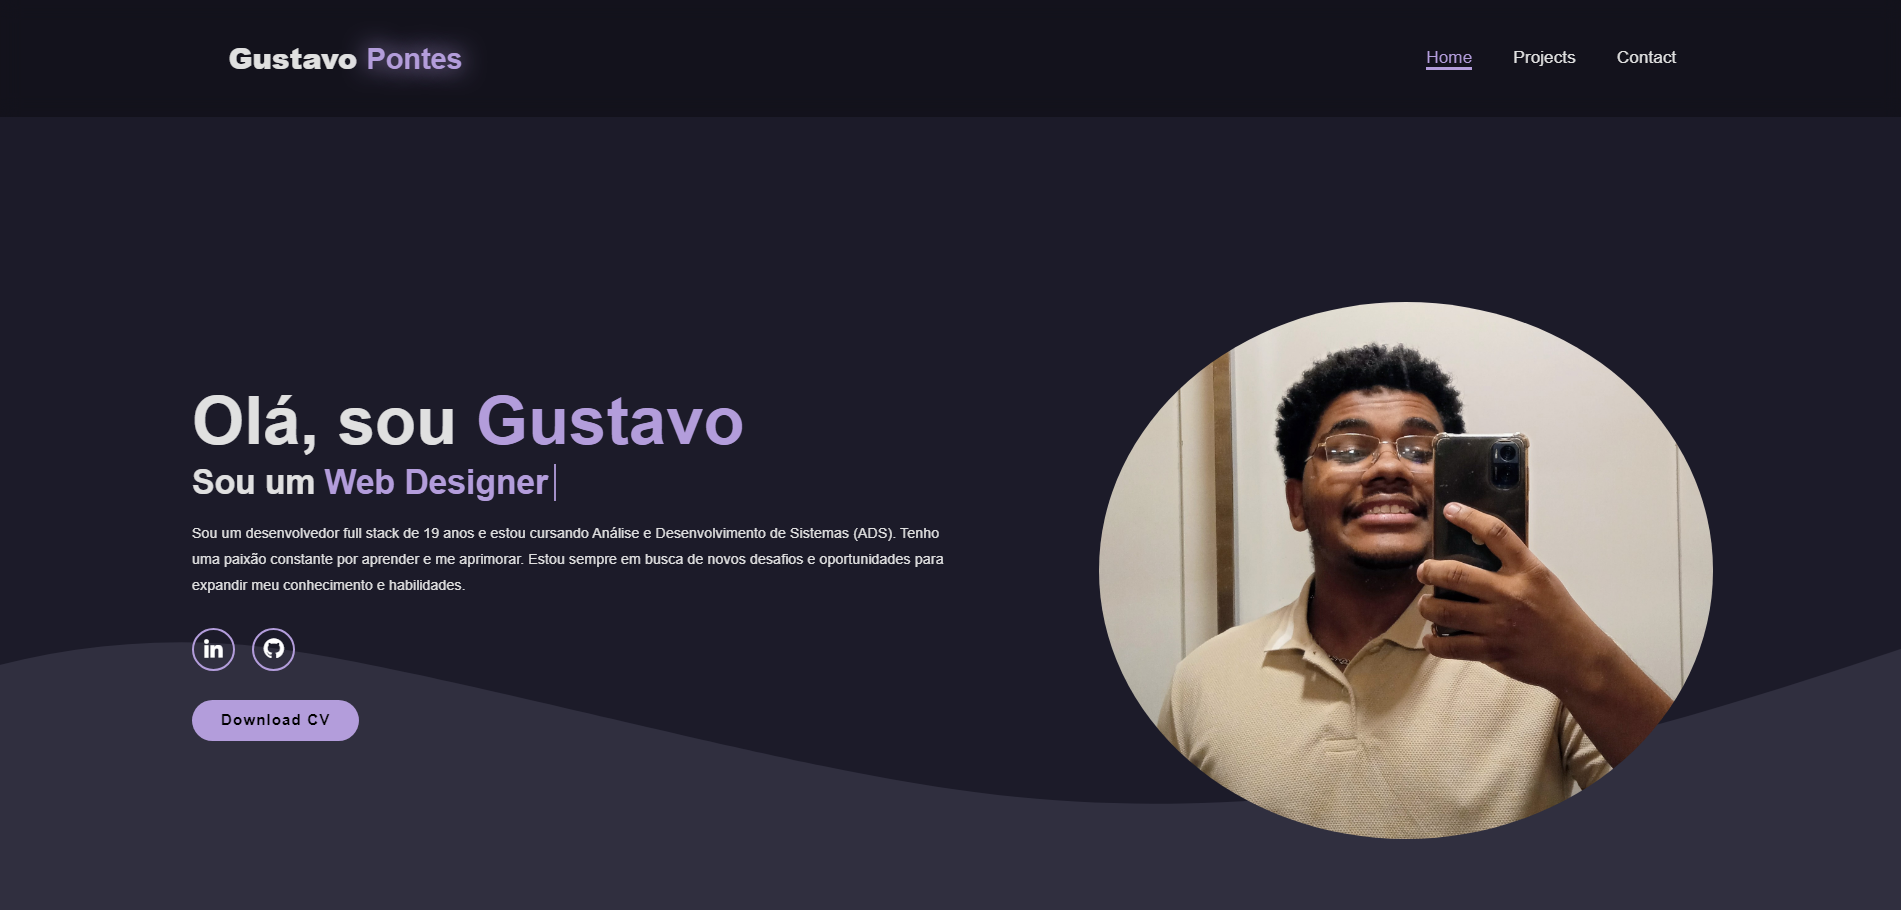 Gustavo Pontes
Home Projects Contact
Olá, sou Gustavo
Sou um Web Designer
Sou um desenvolvedor full stack de 19 anos e estou cursando Análise e Desenvolvimento de Sistemas (ADS). Tenho
uma paixão constante por aprender e me aprimorar. Estou sempre em busca de novos desafios e oportunidades para
expandir meu conhecimento e habilidades.
in
Download CV